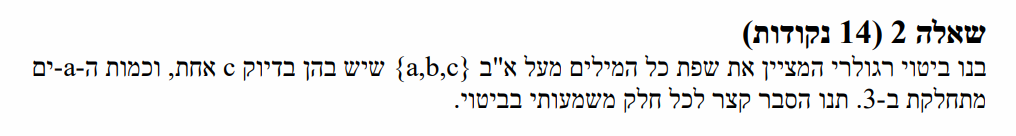 שאלה 2 (14 נקודות)
בנו ביטוי רגולרי המציין את שפת כל המילים מעל א"ב {a,b,c} שיש בהן בדיוק c אחת, וכמות ה-a-ים
מתחלקת ב-3. תנו הסבר קצר לכל חלק משמעותי בביטוי.